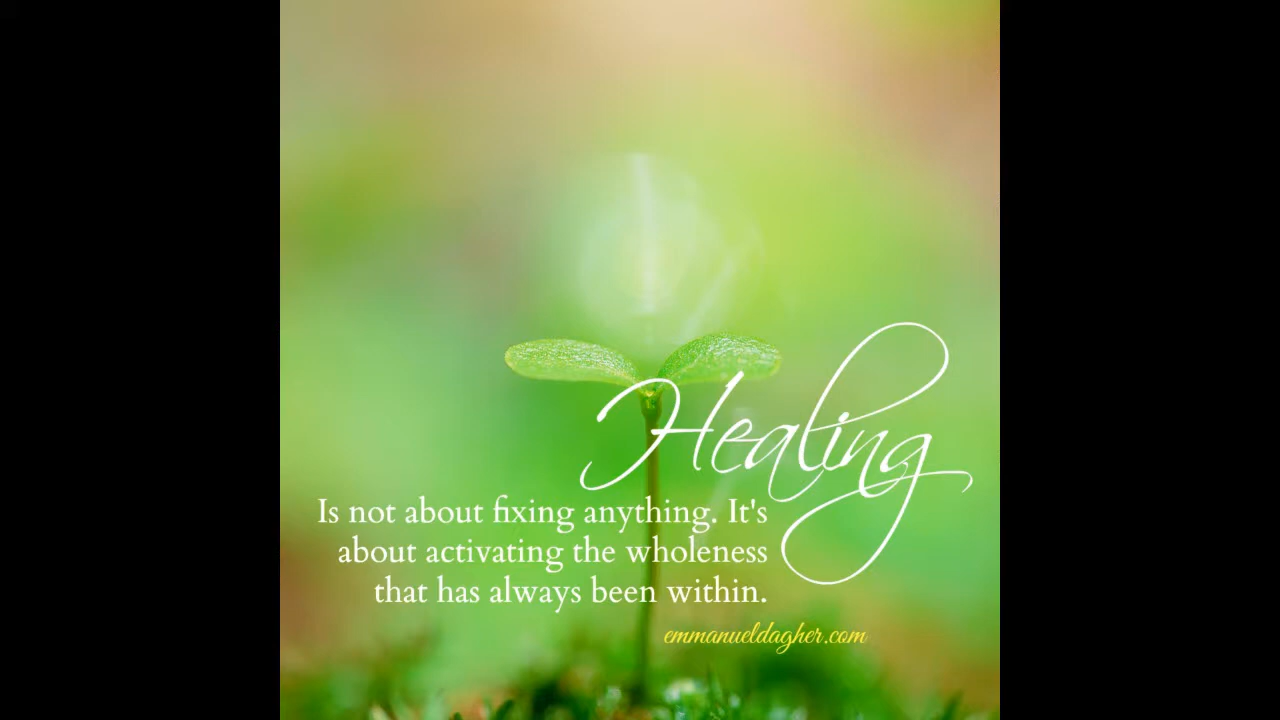 Healing
Is not about fixing anything. It's
about activating the wholeness
that has always been within.
emmanueldagher.com